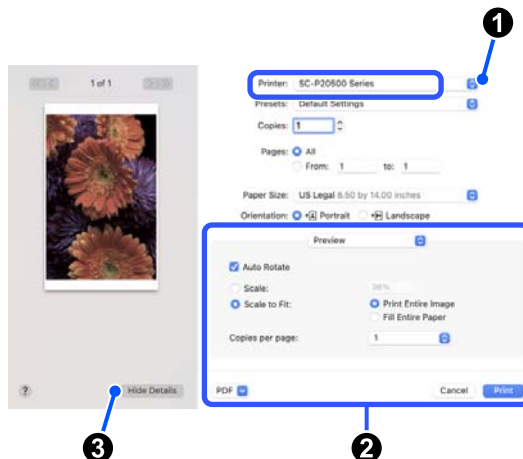 1
1 of 1
Printer: SC-P20500 Series
Presets: Default Settings
Copies: 1
Pages: All
From: 1 to: 1
Paper Size: US Legal 8.50 by 14.00 inches
Orientation: Portrait Landscape
Preview
Auto Rotate
Scale: 96%
Scale to Fit: Print Entire Image
Fill Entire Paper
Copies per page: 1
? Hide Details PDF Cancel Print
3 2